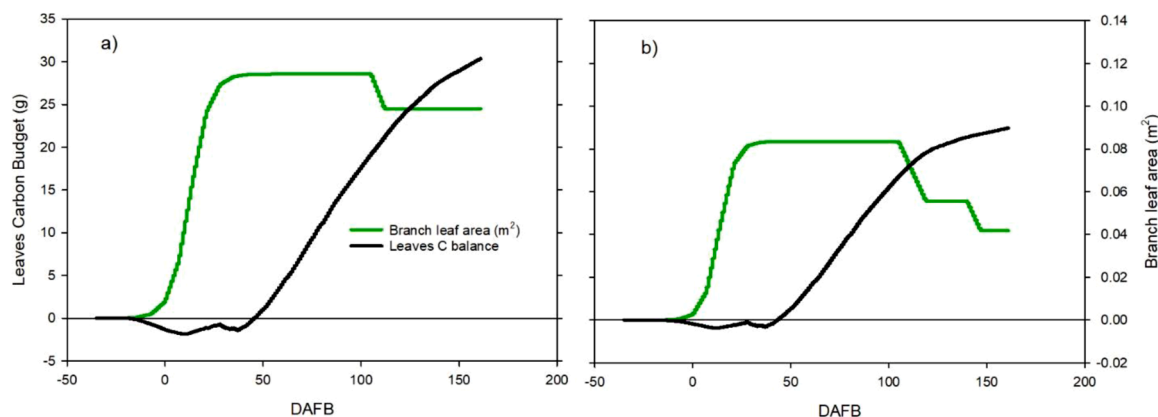 a)
35
30
25
20
15
10
5
0
-5
Leaves Carbon Budget (g)
Branch leaf area (m²)
Leaves C balance
-50 0 50 100 150 200
DAFB
b)
0.14
0.12
0.10
0.08
0.06
0.04
0.02
0.00
-0.02
Branch leaf area (m²)
-50 0 50 100 150 200
DAFB